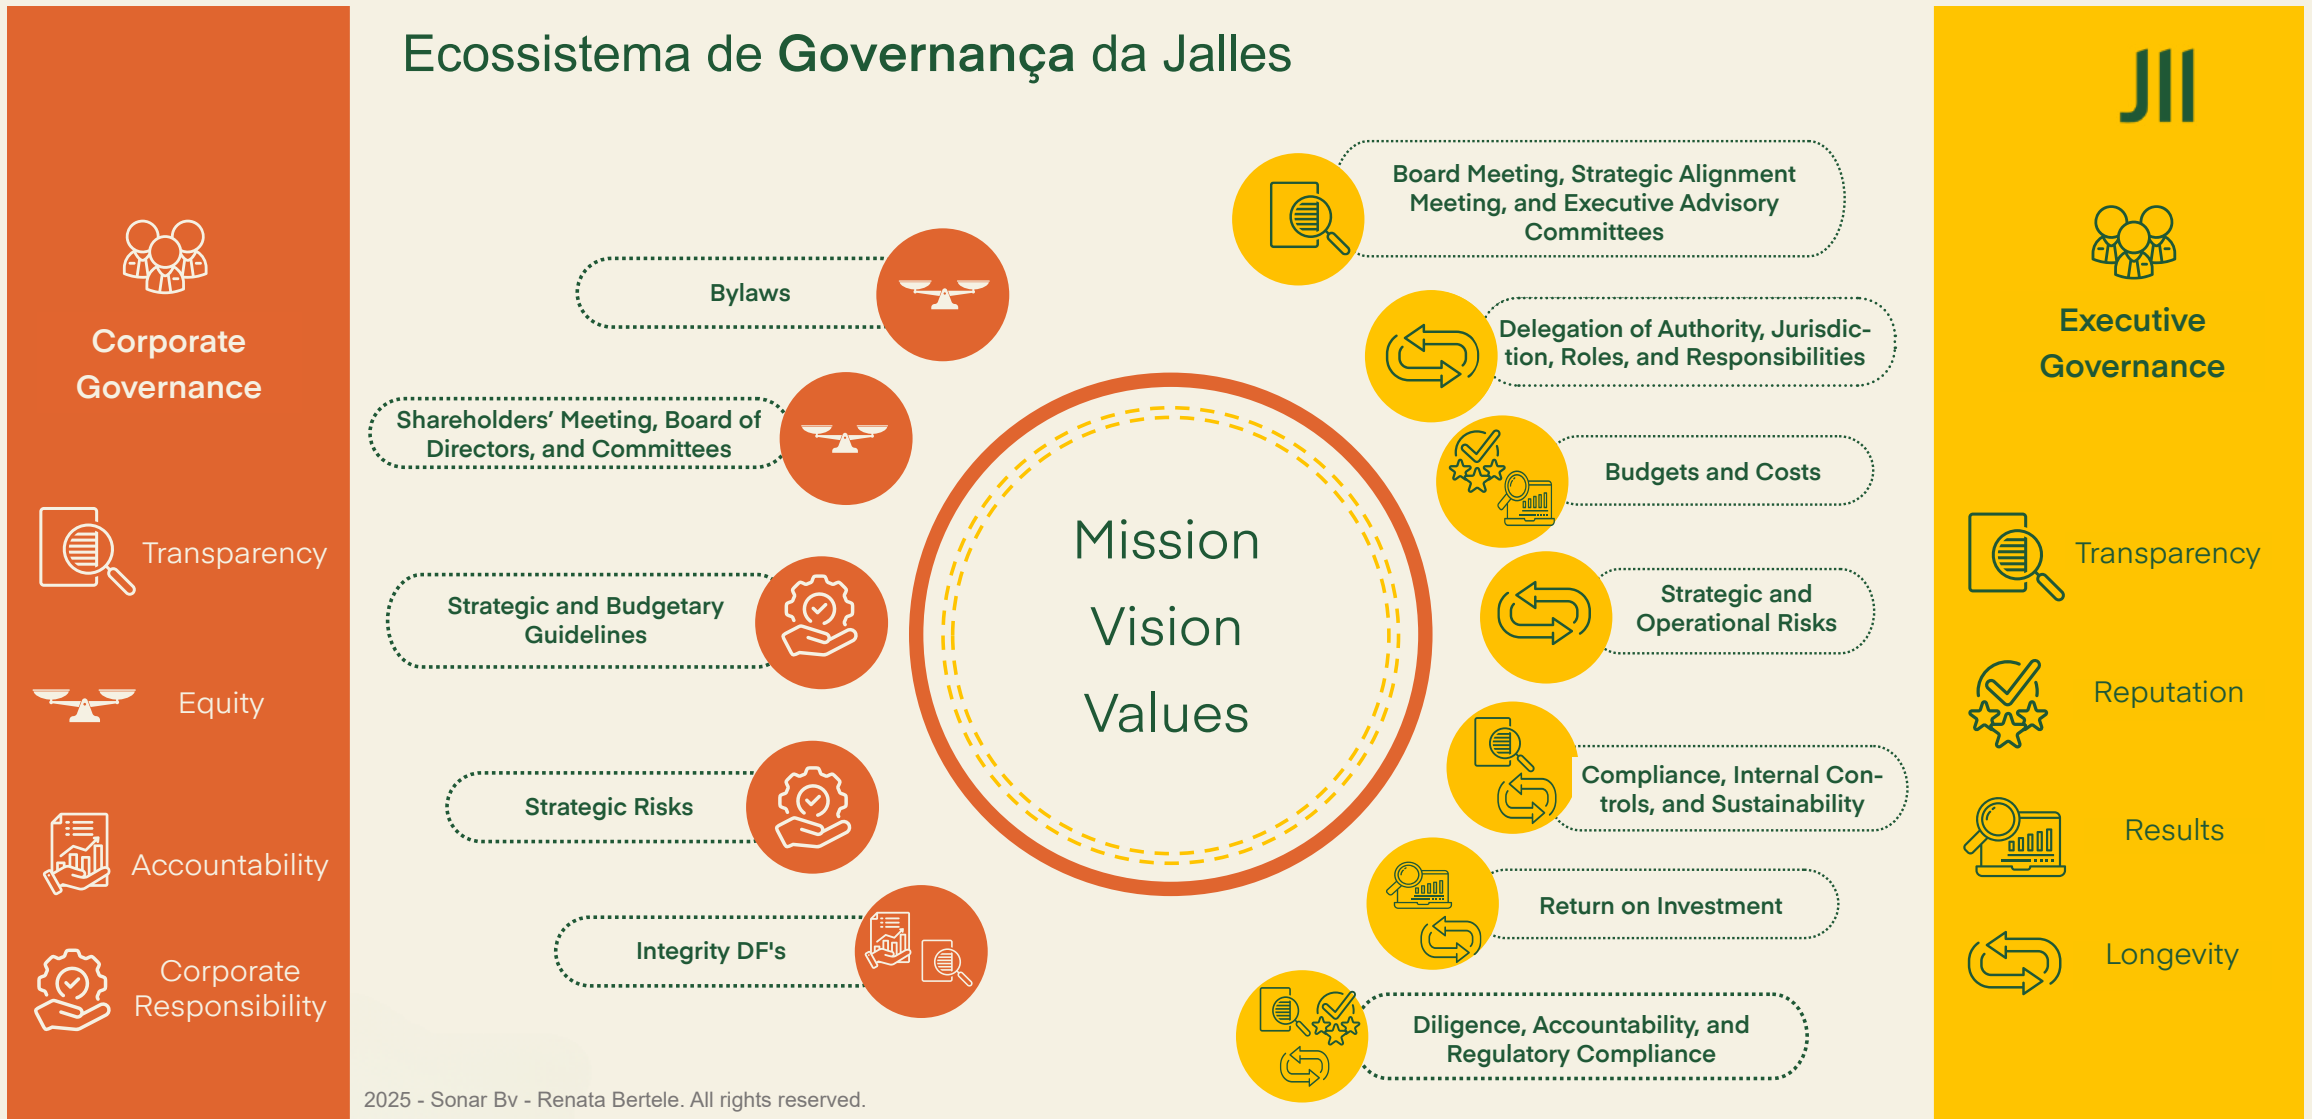 Ecossistema de Governança da Jalles
JII
Corporate
Governance
Transparency
Equity
Accountability
Corporate
Responsibility
Bylaws
Shareholders’ Meeting, Board of
Directors, and Committees
Strategic and Budgetary
Guidelines
Strategic Risks
Integrity DF's
Mission
Vision
Values
Board Meeting, Strategic Alignment
Meeting, and Executive Advisory
Committees
Delegation of Authority, Jurisdic-
tion, Roles, and Responsibilities
Budgets and Costs
Strategic and
Operational Risks
Compliance, Internal Con-
trols, and Sustainability
Return on Investment
Diligence, Accountability, and
Regulatory Compliance
Executive
Governance
Transparency
Reputation
Results
Longevity
2025 - Sonar Bv - Renata Bertele. All rights reserved.